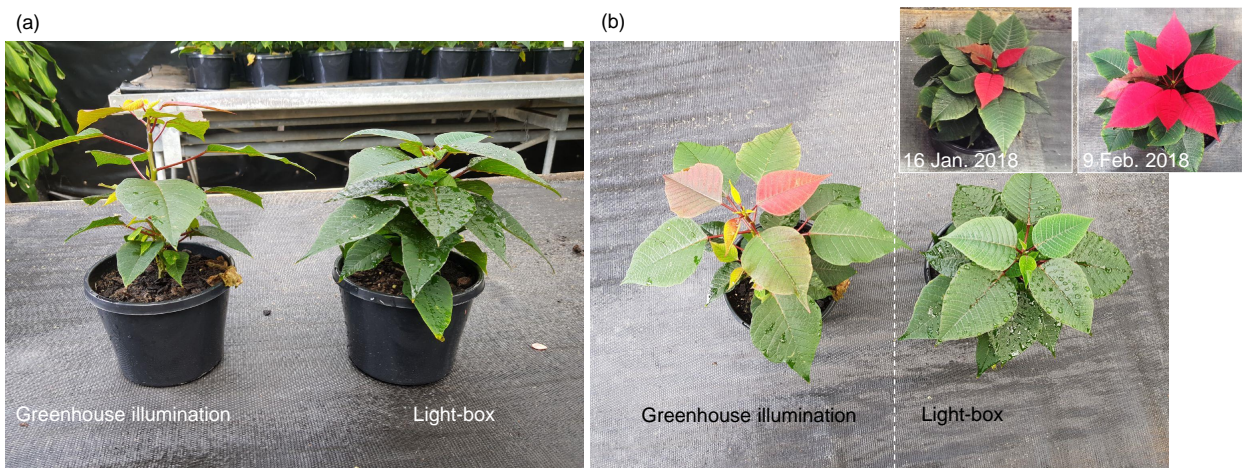 (a)
Greenhouse illumination
Light-box
(b)
16 Jan. 2018
9 Feb. 2018
Greenhouse illumination
Light-box